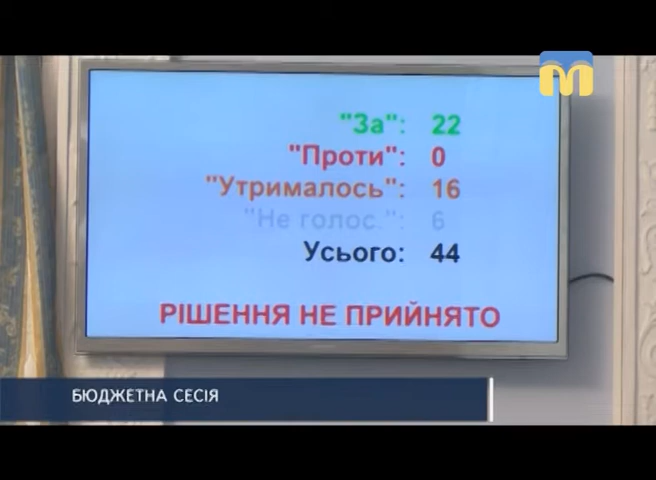 "За": 22
"Проти": 0
"Утрималось": 16
"Не голос.": 6
Усього: 44
РІШЕННЯ НЕ ПРИЙНЯТО
БЮДЖЕТНА СЕСІЯ